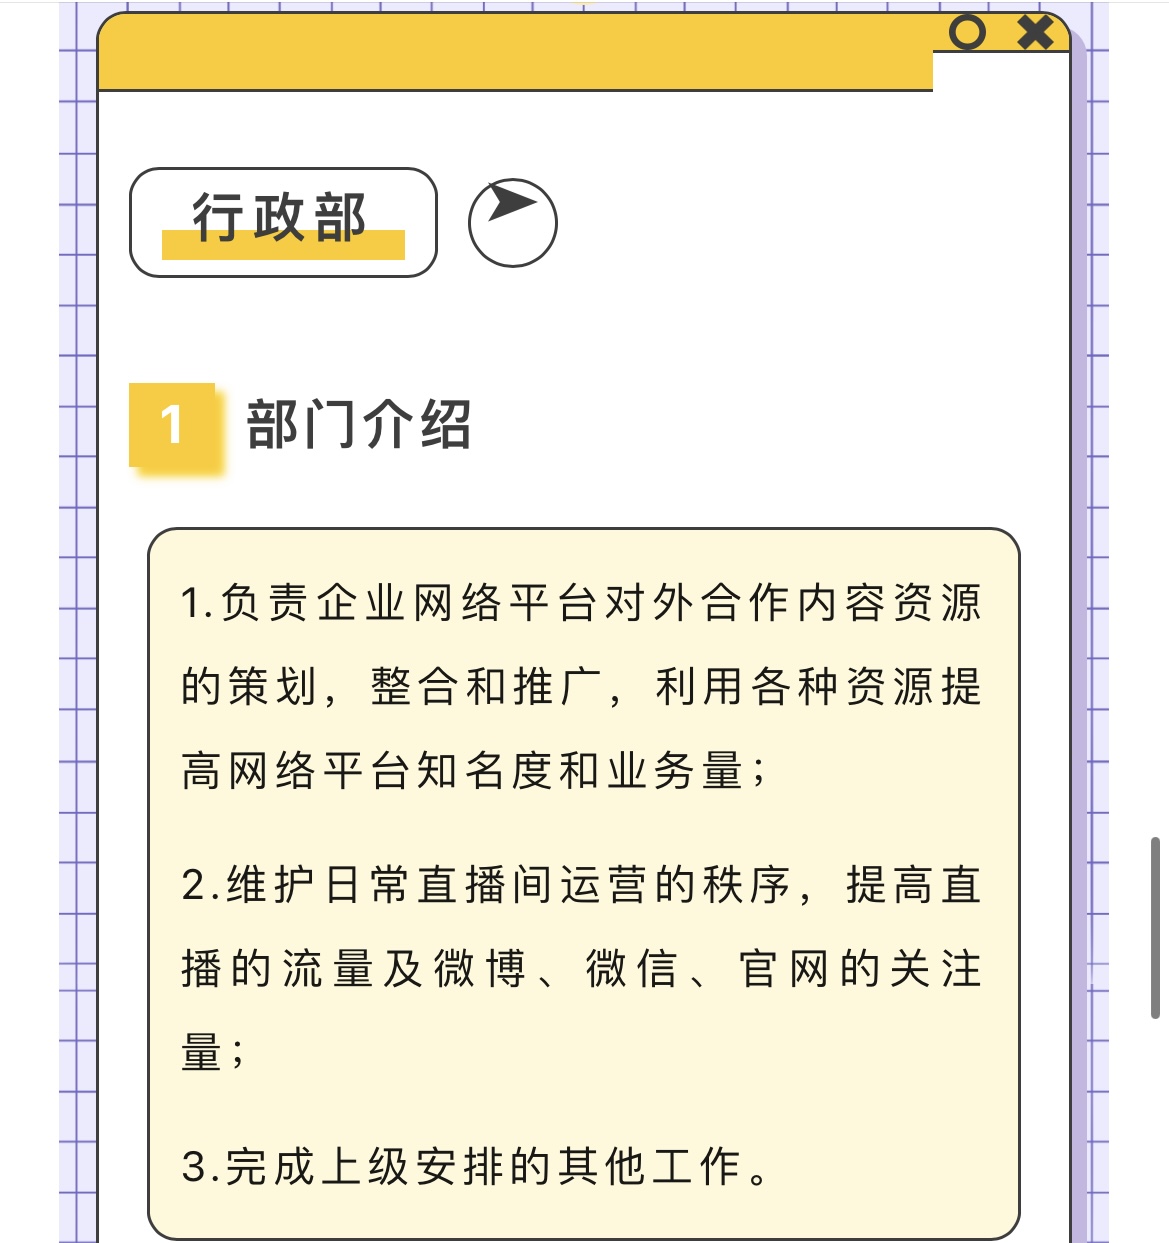 行政部
1 部门介绍
1.负责企业网络平台对外合作内容资源
的策划，整合和推广，利用各种资源提
高网络平台知名度和业务量；
2.维护日常直播间运营的秩序，提高直
播的流量及微博、微信、官网的关注
量；
3.完成上级安排的其他工作。